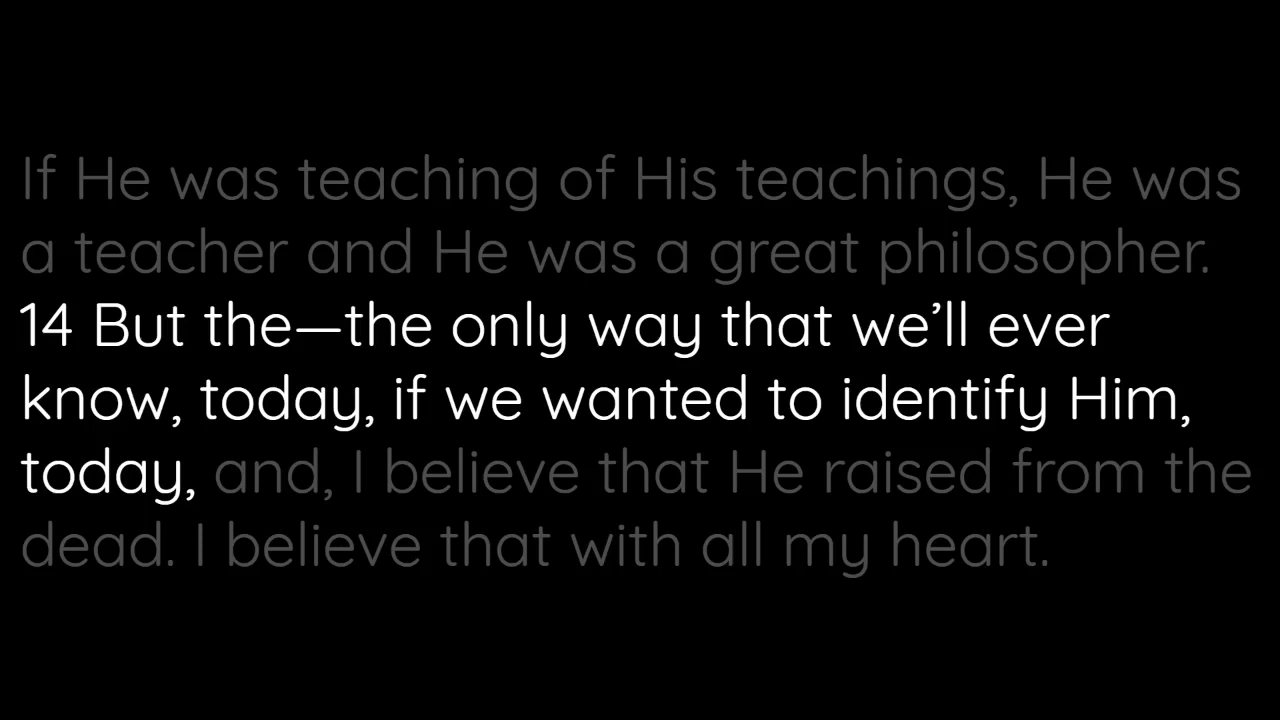 If He was teaching of His teachings, He was
a teacher and He was a great philosopher.
14 But the—the only way that we’ll ever
know, today, if we wanted to identify Him,
today, and, I believe that He raised from the
dead. I believe that with all my heart.